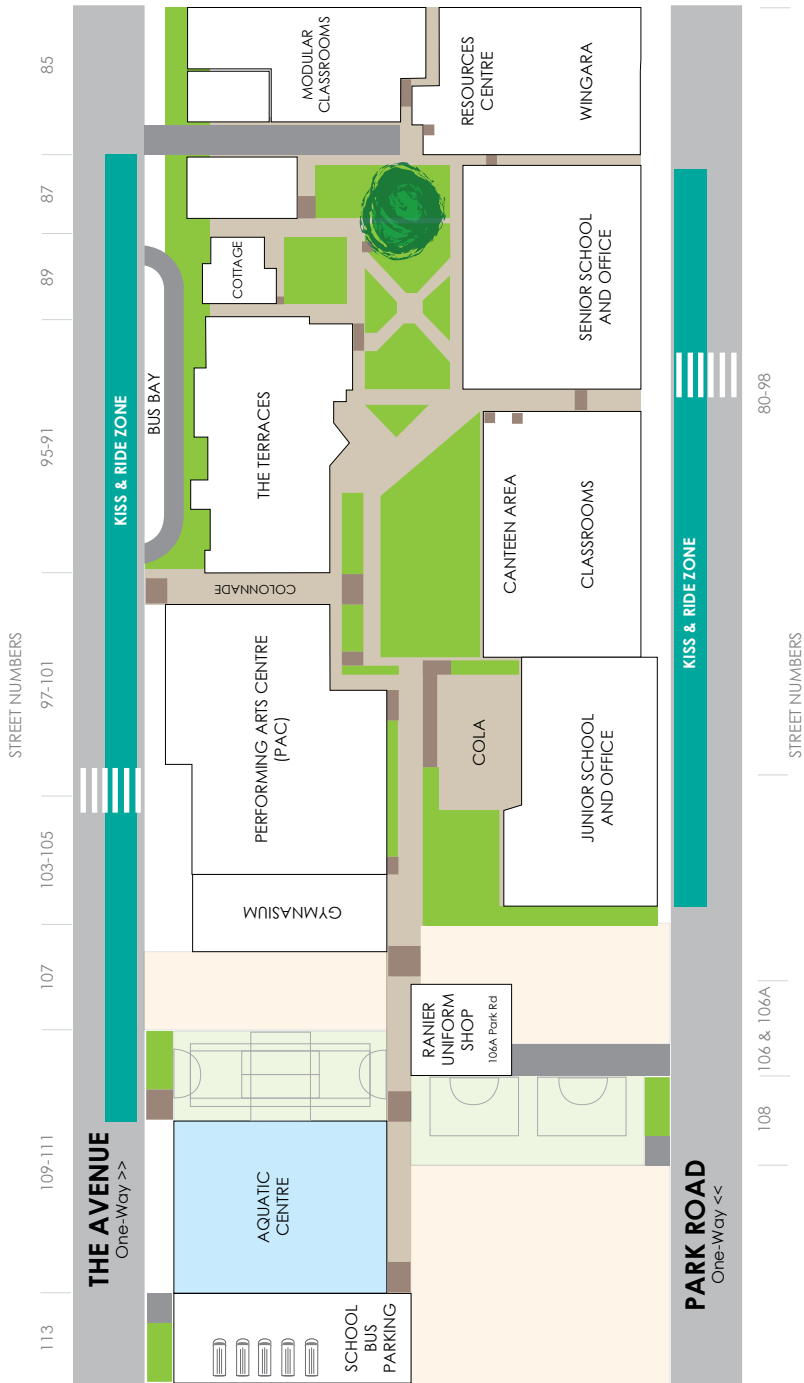 STREET NUMBERS
113
109-111
107
103-105
97-101
95-91
89
87
85
THE AVENUE
One-Way >>
KISS & RIDE ZONE
BUS BAY
SCHOOL
BUS
PARKING
AQUATIC
CENTRE
GYMNASIUM
PERFORMING ARTS CENTRE
(PAC)
COLONNADE
THE TERRACES
COTTAGE
MODULAR
CLASSROOMS
RANIER
UNIFORM
SHOP
106A Park Rd
COLA
JUNIOR SCHOOL
AND OFFICE
CANTEEN AREA
CLASSROOMS
SENIOR SCHOOL
AND OFFICE
RESOURCES
CENTRE
WINGARA
KISS & RIDE ZONE
PARK ROAD
One-Way <<
108
106 & 106A
80-98
STREET NUMBERS